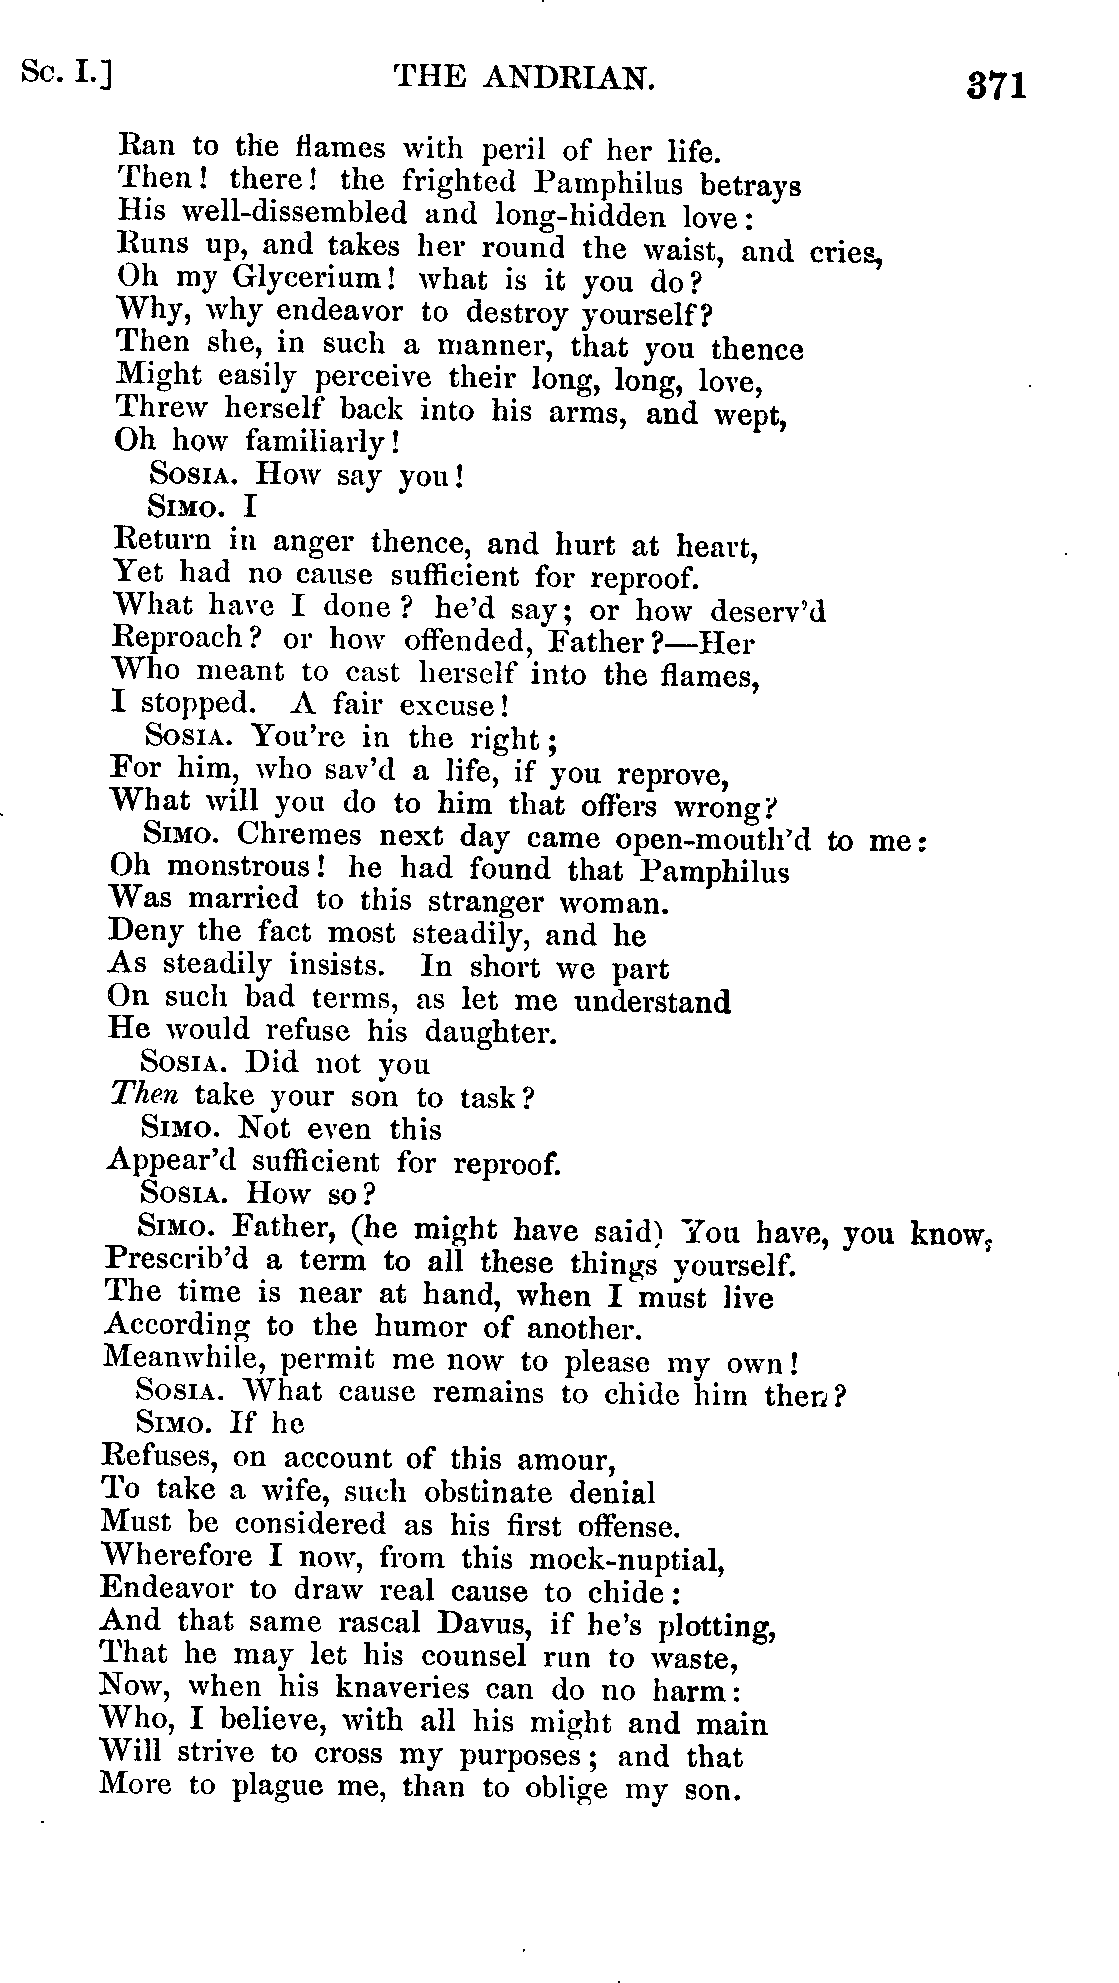 Sc. I.] THE ANDRIAN. 371
Ran to the flames with peril of her life.
Then! there! the frighted Pamphilus betrays
His well-dissembled and long-hidden love:
Runs up, and takes her round the waist, and cries,
Oh my Glycerium! what is it you do?
Why, why endeavor to destroy yourself?
Then she, in such a manner, that you thence
Might easily perceive their long, long, love,
Threw herself back into his arms, and wept,
Oh how familiarly!
SOSIA. How say you!
SIMO. I
Return in anger thence, and hurt at heart,
Yet had no cause sufficient for reproof.
What have I done? he'd say; or how deserv'd
Reproach? or how offended, Father?—Her
Who meant to cast herself into the flames,
I stopped. A fair excuse!
SOSIA. You're in the right;
For him, who sav'd a life, if you reprove,
What will you do to him that offers wrong?
SIMO. Chremes next day came open-mouth'd to me:
Oh monstrous! he had found that Pamphilus
Was married to this stranger woman. 
Deny the fact most steadily, and he
As steadily insists. In short we part
On such bad terms, as let me understand
He would refuse his daughter.
SOSIA. Did not you
Then take your son to task?
SIMO. Not even this
Appear'd sufficient for reproof.
SOSIA. How so?
SIMO. Father, (he might have said) You have, you know,
Prescrib'd a term to all these things yourself.
The time is near at hand, when I must live
According to the humor of another.
Meanwhile, permit me now to please my own!
SOSIA. What cause remains to chide him then?
SIMO. If he
Refuses, on account of this amour,
To take a wife, such obstinate denial
Must be considered as his first offense.
Wherefore I now, from this mock-nuptial,
Endeavor to draw real cause to chide:
And that same rascal Davus, if he's plotting,
That he may let his counsel run to waste,
Now, when his knaveries can do no harm:
Who, I believe, with all his might and main
Will strive to cross my purposes; and that
More to plague me, than to oblige my son.